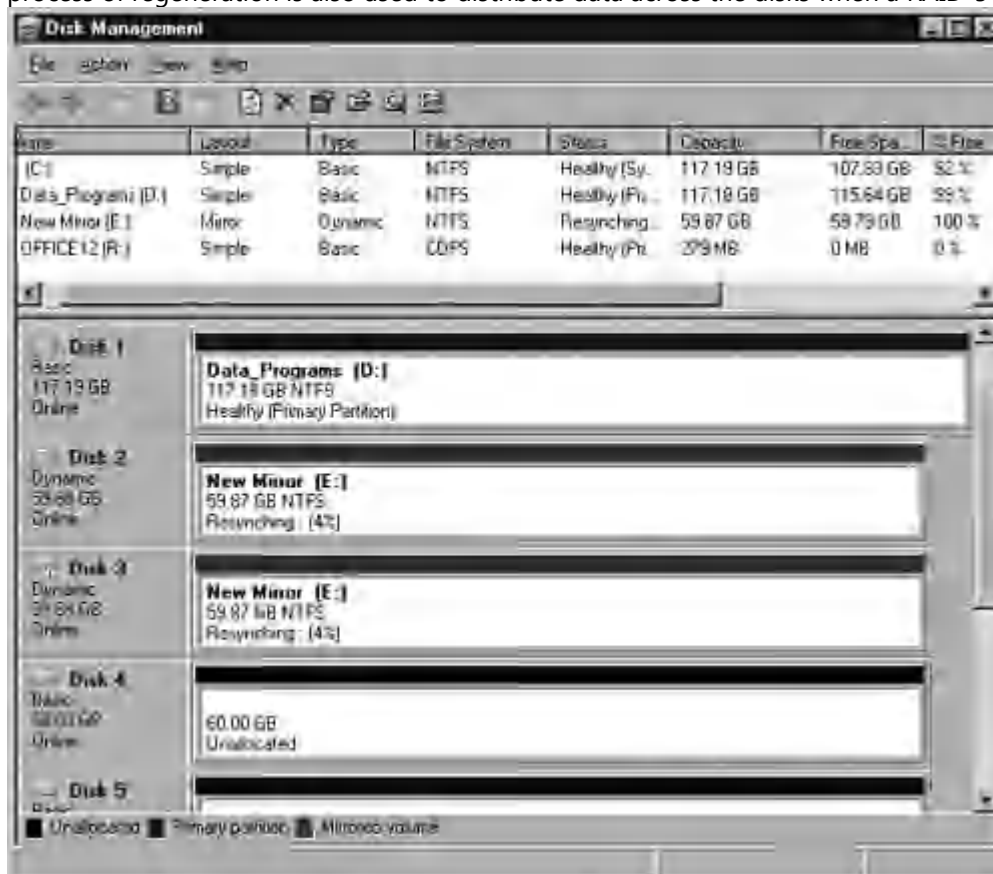 process of regeneration is also used to distribute data across the disks when a RAID-5
Disk Management
File Action View Help
Layout Type File System Status Capacity Free Spa... % Free
(C:) Simple Basic NTFS Healthy (Sy... 117.19 GB 107.83 GB 92 %
Data_Programs (D:) Simple Basic NTFS Healthy (Pri... 117.18 GB 115.64 GB 99 %
New Mirror (E:) Mirror Dynamic NTFS Resynching... 59.87 GB 59.79 GB 100 %
OFFICE12 (R:) Simple Basic CDFS Healthy (Pri... 279 MB 0 MB 0 %
Disk 1
Basic
117.19 GB
Online
Data_Programs (D:)
117.18 GB NTFS
Healthy (Primary Partition)
Disk 2
Dynamic
Online
New Mirror (E:)
59.87 GB NTFS
Resynching : (4%)
Disk 3
Dynamic
Online
New Mirror (E:)
59.87 GB NTFS
Resynching : (4%)
Disk 4
Basic
Online
60.00 GB
Unallocated
Disk 5
Unallocated Primary partition Mirrored volume